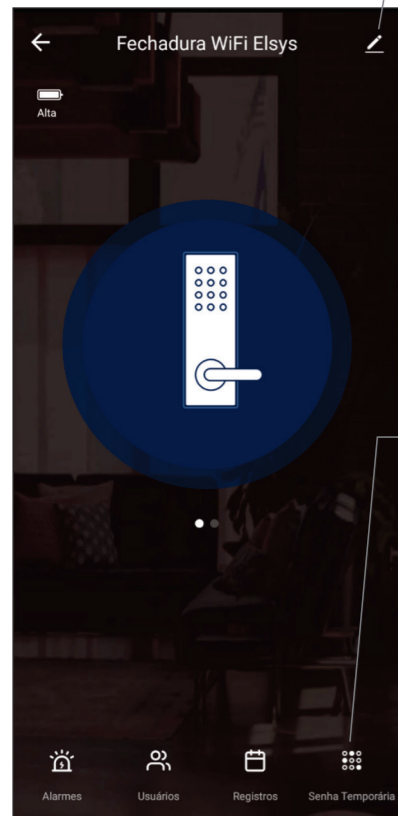 Fechadura WiFi Elsys
Alta
Alarmes
Usuários
Registros
Senha Temporária